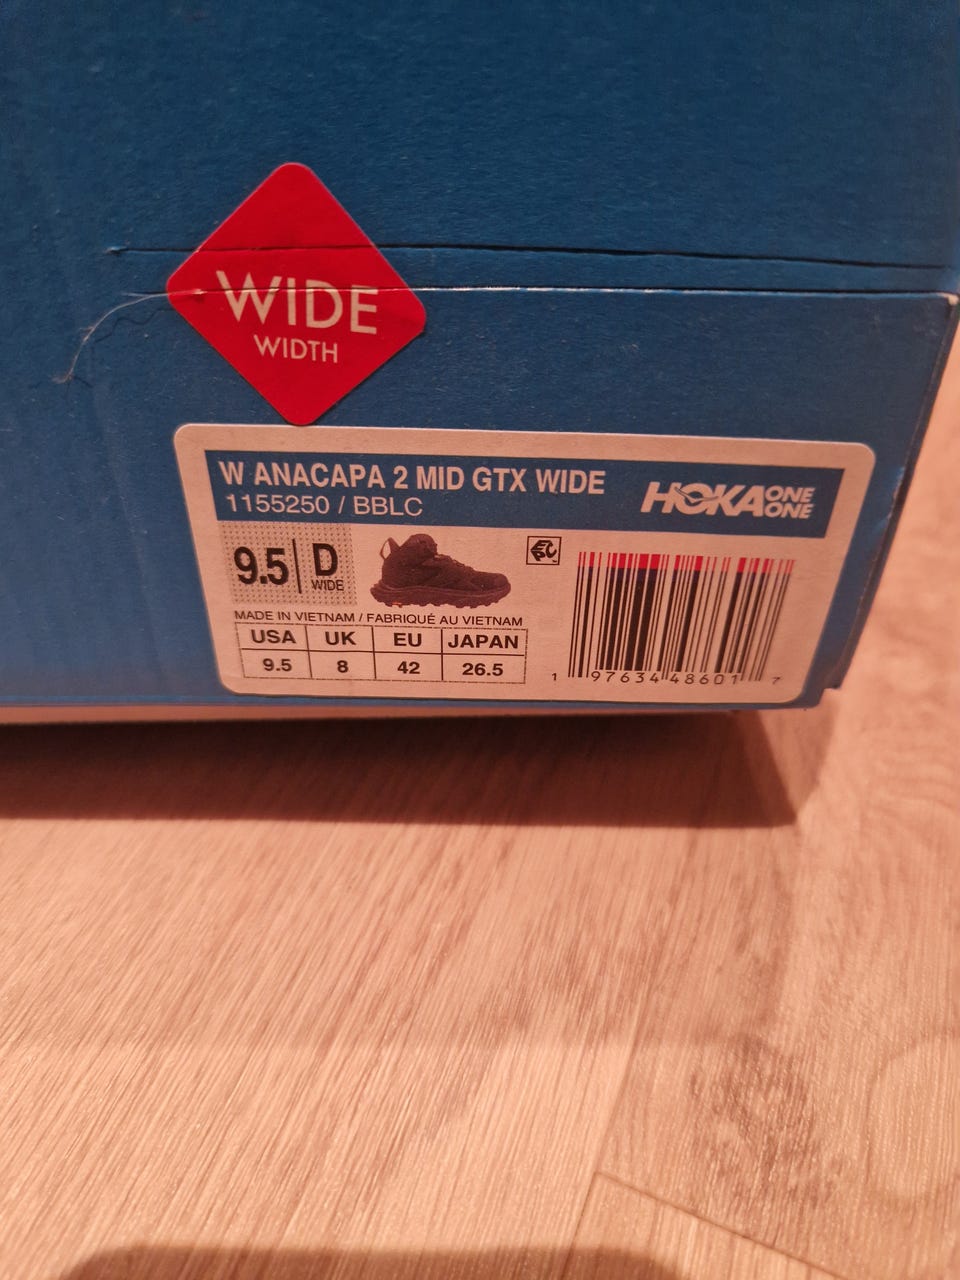 WIDE
WIDTH
W ANACAPA 2 MID GTX WIDE
1155250 / BBLC
HOKA ONE ONE
9.5 D
WIDE
MADE IN VIETNAM / FABRIQUÉ AU VIETNAM
USA UK EU JAPAN
9.5 8 42 26.5
1 97634 48601 7